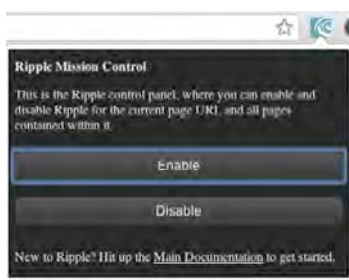 Ripple Mission Control
This is the Ripple control panel, where you can enable and
disable Ripple for the current page URL and all pages
contained within it.
Enable
Disable
New to Ripple? Hit up the Main Documentation to get started.